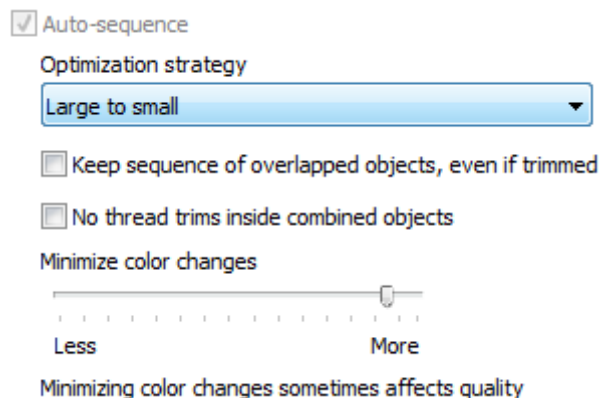 Auto-sequence
Optimization strategy
Large to small
Keep sequence of overlapped objects, even if trimmed
No thread trims inside combined objects
Minimize color changes
Less More
Minimizing color changes sometimes affects quality